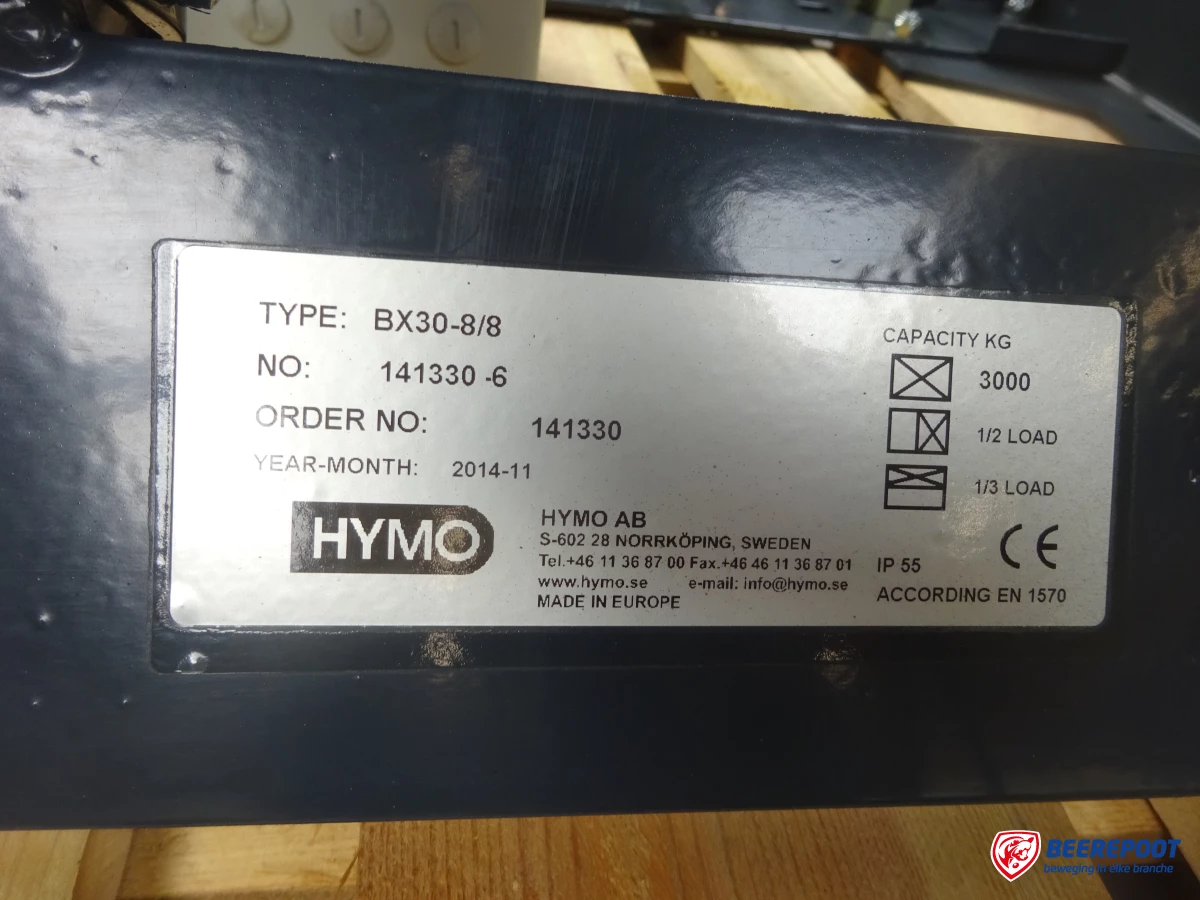 TYPE: BX30-8/8
NO: 141330 -6
ORDER NO: 141330
YEAR-MONTH: 2014-11
HYMO
HYMO AB
S-602 28 NORRKÖPING, SWEDEN
Tel.+46 11 36 87 00 Fax.+46 46 11 36 87 01
www.hymo.se e-mail: info@hymo.se
MADE IN EUROPE
CAPACITY KG
3000
1/2 LOAD
1/3 LOAD
CE
IP 55
ACCORDING EN 1570
BEEREPOOT
beweging in elke branche